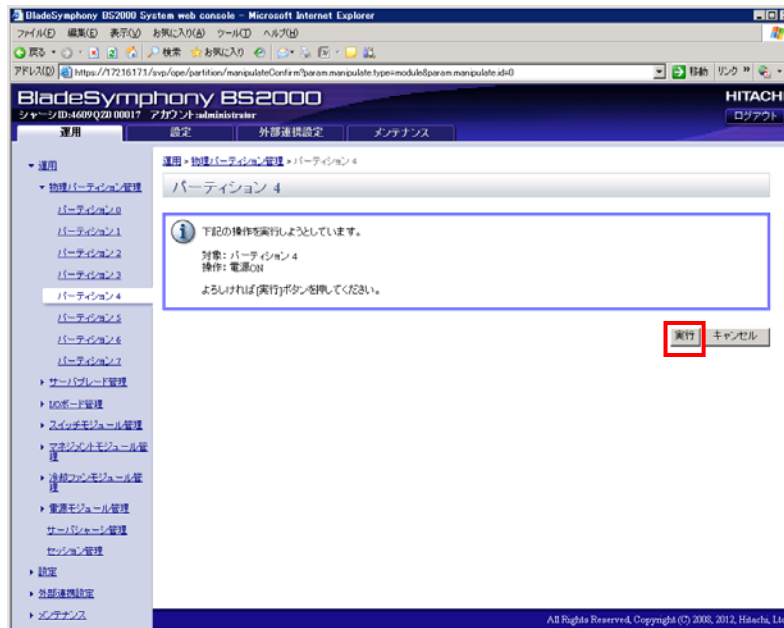 BladeSymphony BS2000 System web console - Microsoft Internet Explorer
ファイル(F) 編集(E) 表示(V) お気に入り(A) ツール(T) ヘルプ(H)
戻る 検索 お気に入り
アドレス(D) https://172.16.17.1/svp/ope/partition/manipulateConfirm?param.manipulate.type=module&param.manipulate.id=0 移動 リンク »
BladeSymphony BS2000 HITACHI
シャーシID:4609QZ0 00017 アカウント:administrator ログアウト
運用 設定 外部連携設定 メンテナンス
運用 > 物理パーティション管理 > パーティション 4
運用
物理パーティション管理
パーティション 0
パーティション 1
パーティション 2
パーティション 3
パーティション 4
パーティション 5
パーティション 6
パーティション 7
サーバブレード管理
I/Oボード管理
スイッチモジュール管理
マネジメントモジュール管
理
冷却ファンモジュール管
理
電源モジュール管理
サーバシャーシ管理
セッション管理
設定
外部連携設定
メンテナンス
パーティション 4
下記の操作を実行しようとしています。
対象: パーティション 4
操作: 電源ON
よろしければ[実行]ボタンを押してください。
実行 キャンセル
All Rights Reserved, Copyright (C) 2008, 2012, Hitachi, Lt